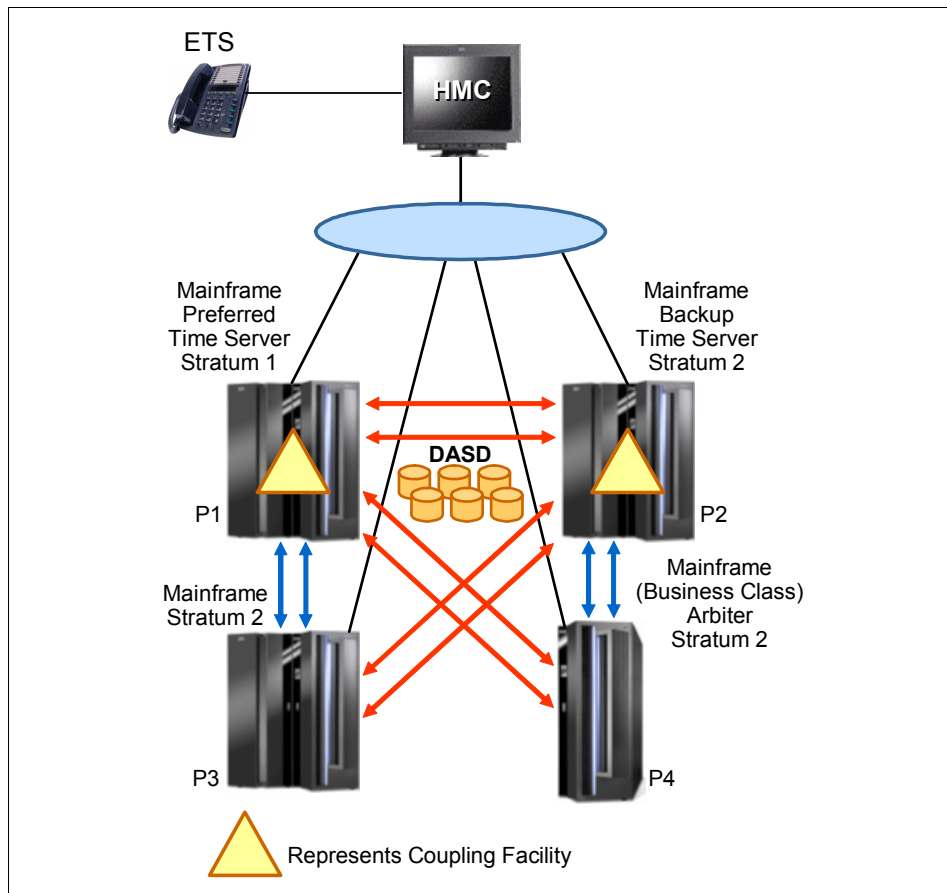 ETS
HMC
Mainframe
Preferred
Time Server
Stratum 1
Mainframe
Backup
Time Server
Stratum 2
DASD
P1
P2
Mainframe
Stratum 2
Mainframe
(Business Class)
Arbiter
Stratum 2
P3
P4
Represents Coupling Facility